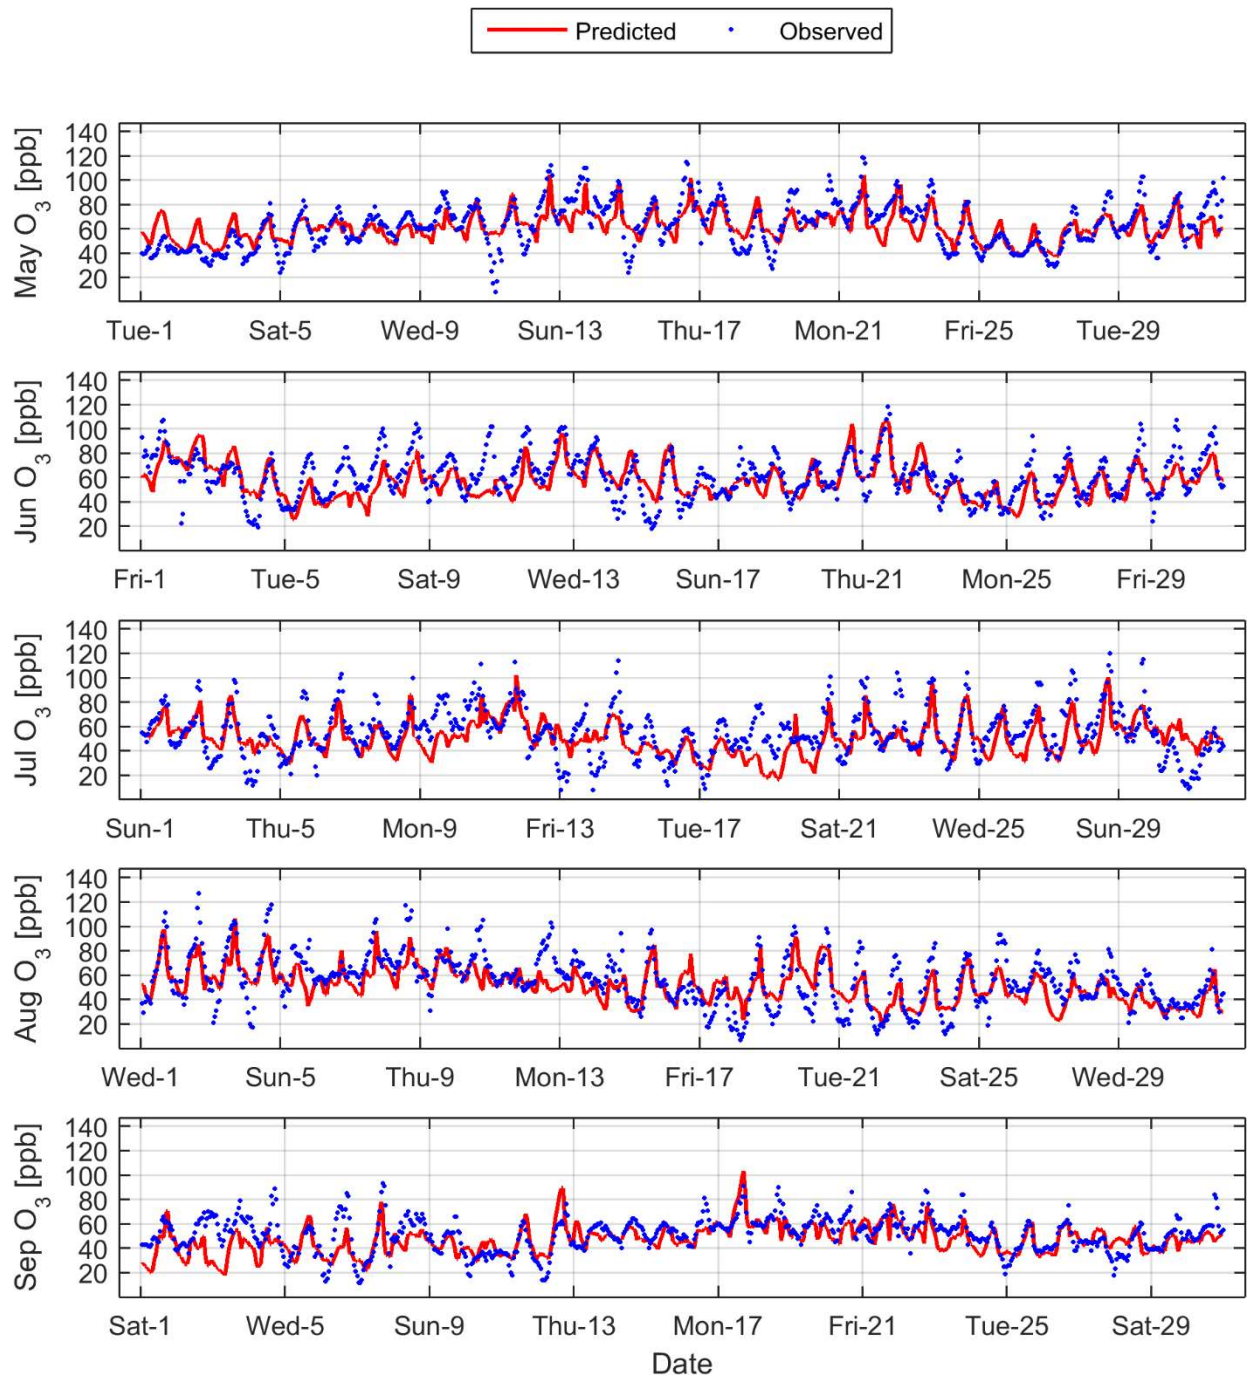 Predicted Observed
May O3 [ppb]
140
120
100
80
60
40
20
Tue-1 Sat-5 Wed-9 Sun-13 Thu-17 Mon-21 Fri-25 Tue-29
Jun O3 [ppb]
140
120
100
80
60
40
20
Fri-1 Tue-5 Sat-9 Wed-13 Sun-17 Thu-21 Mon-25 Fri-29
Jul O3 [ppb]
140
120
100
80
60
40
20
Sun-1 Thu-5 Mon-9 Fri-13 Tue-17 Sat-21 Wed-25 Sun-29
Aug O3 [ppb]
140
120
100
80
60
40
20
Wed-1 Sun-5 Thu-9 Mon-13 Fri-17 Tue-21 Sat-25 Wed-29
Sep O3 [ppb]
140
120
100
80
60
40
20
Sat-1 Wed-5 Sun-9 Thu-13 Mon-17 Fri-21 Tue-25 Sat-29
Date